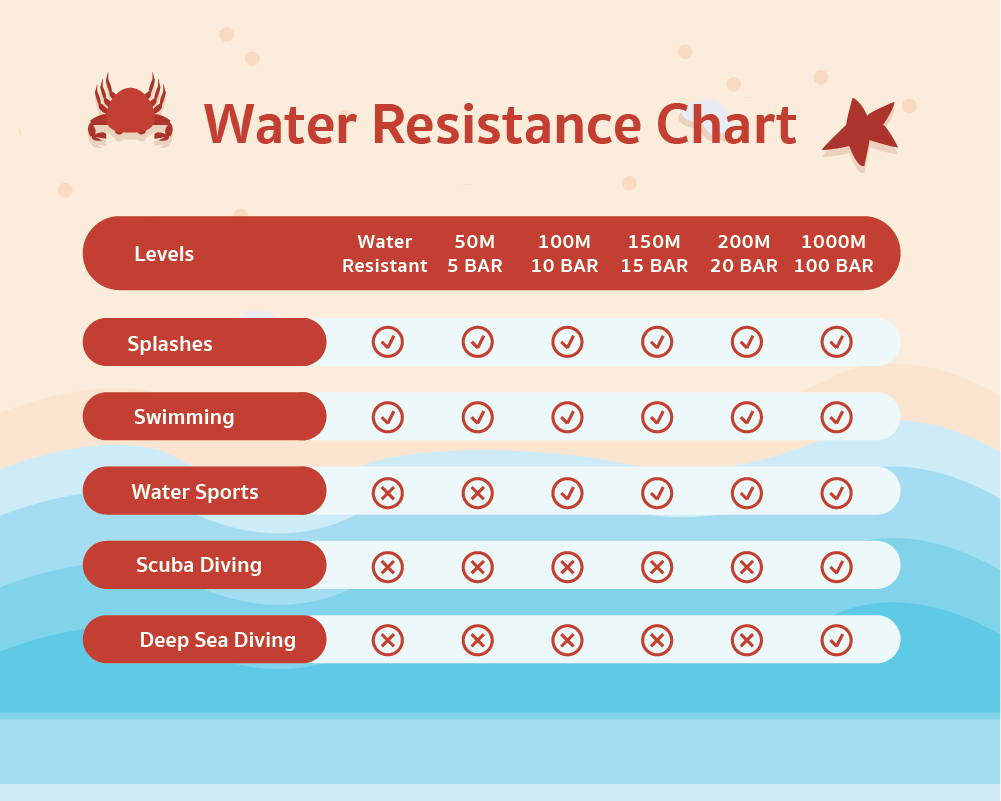 Water Resistance Chart
Levels
Water Resistant
50M 5 BAR
100M 10 BAR
150M 15 BAR
200M 20 BAR
1000M 100 BAR
Splashes
Swimming
Water Sports
Scuba Diving
Deep Sea Diving